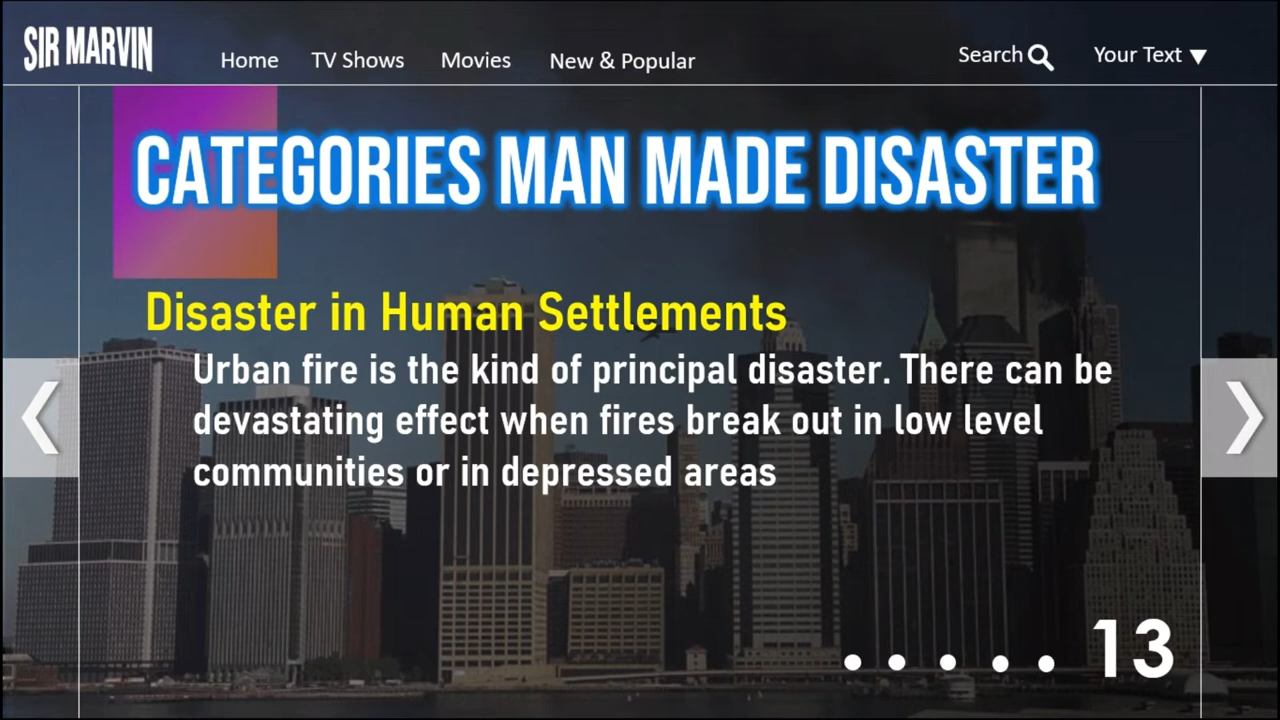 SIR MARVIN
Home TV Shows Movies New & Popular Search Your Text
CATEGORIES MAN MADE DISASTER
Disaster in Human Settlements
Urban fire is the kind of principal disaster. There can be
devastating effect when fires break out in low level
communities or in depressed areas
13